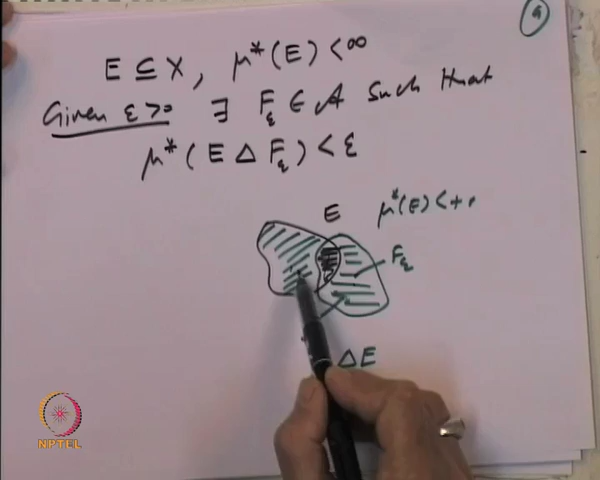 9
E ⊆ X, μ*(E) < ∞
Given ε>0 ∃ F_ε ∈ A such that
μ*(E Δ F_ε) < ε
E μ*(E) < +
F_ε
Δ E
NPTEL